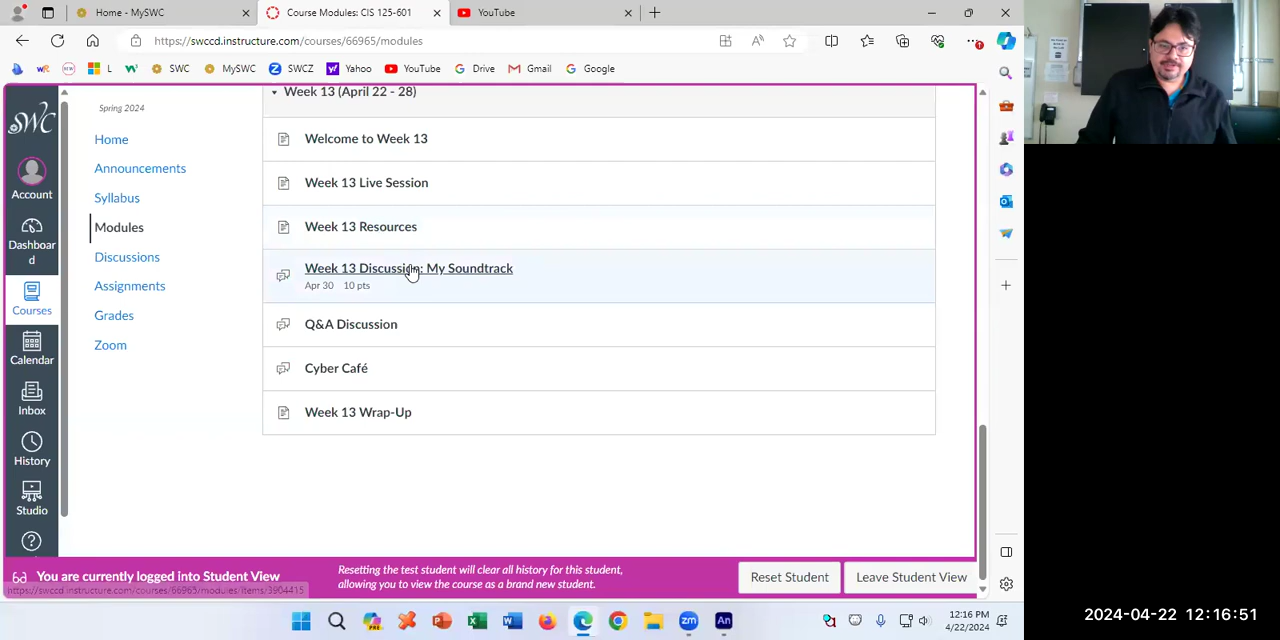 Home - MySWC
Course Modules: CIS 125-601
YouTube
https://swccd.instructure.com/courses/66965/modules
L
SWC
MySWC
SWCZ
Yahoo
YouTube
Drive
Gmail
Google
SWC
Account
Dashboar
d
Courses
Calendar
Inbox
History
Studio
Spring 2024
Home
Announcements
Syllabus
Modules
Discussions
Assignments
Grades
Zoom
Week 13 (April 22 - 28)
Welcome to Week 13
Week 13 Live Session
Week 13 Resources
Week 13 Discussion: My Soundtrack
Apr 30 10 pts
Q&A Discussion
Cyber Café
Week 13 Wrap-Up
You are currently logged into Student View
Resetting the test student will clear all history for this student,
allowing you to view the course as a brand new student.
Reset Student
Leave Student View
https://swccd.instructure.com/courses/66965/modules/items/3904415
12:16 PM
4/22/2024
2024-04-22 12:16:51